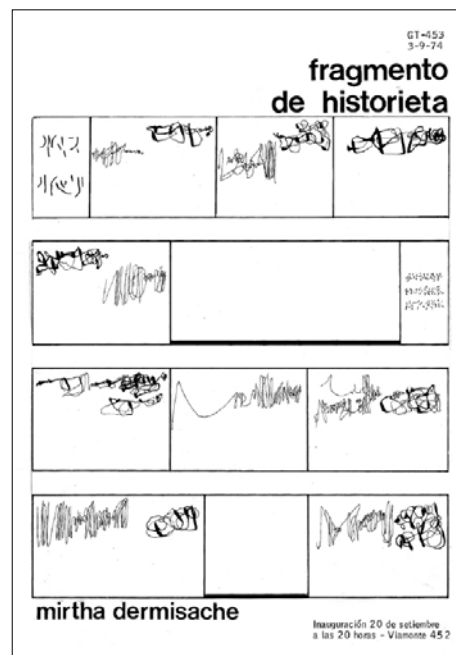 GT-453
3-9-74
fragmento
de historieta
mirtha dermisache
Inauguración 20 de setiembre
a las 20 horas - Viamonte 452